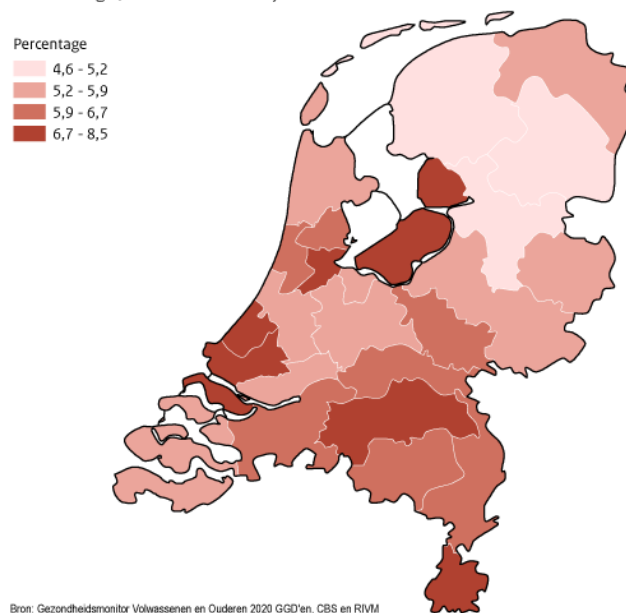 Percentage
4,6 - 5,2
5,2 - 5,9
5,9 - 6,7
6,7 - 8,5
Bron: Gezondheidsmonitor Volwassenen en Ouderen 2020 GGD'en, CBS en RIVM